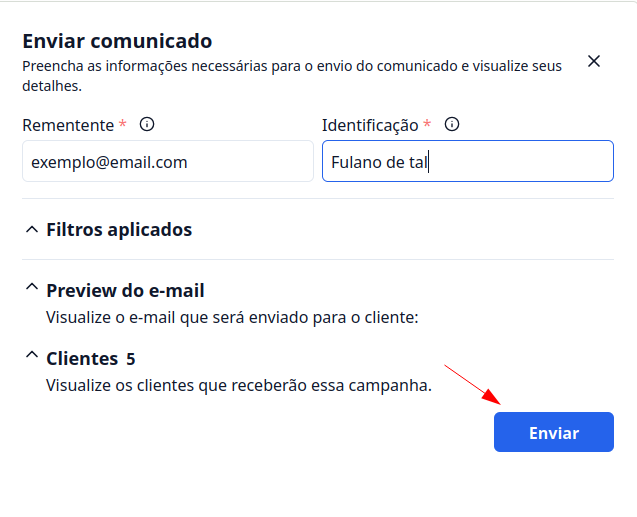 Enviar comunicado
Preencha as informações necessárias para o envio do comunicado e visualize seus
detalhes.
Rementente * Identificação *
exemplo@email.com Fulano de tal
Filtros aplicados
Preview do e-mail
Visualize o e-mail que será enviado para o cliente:
Clientes 5
Visualize os clientes que receberão essa campanha.
Enviar